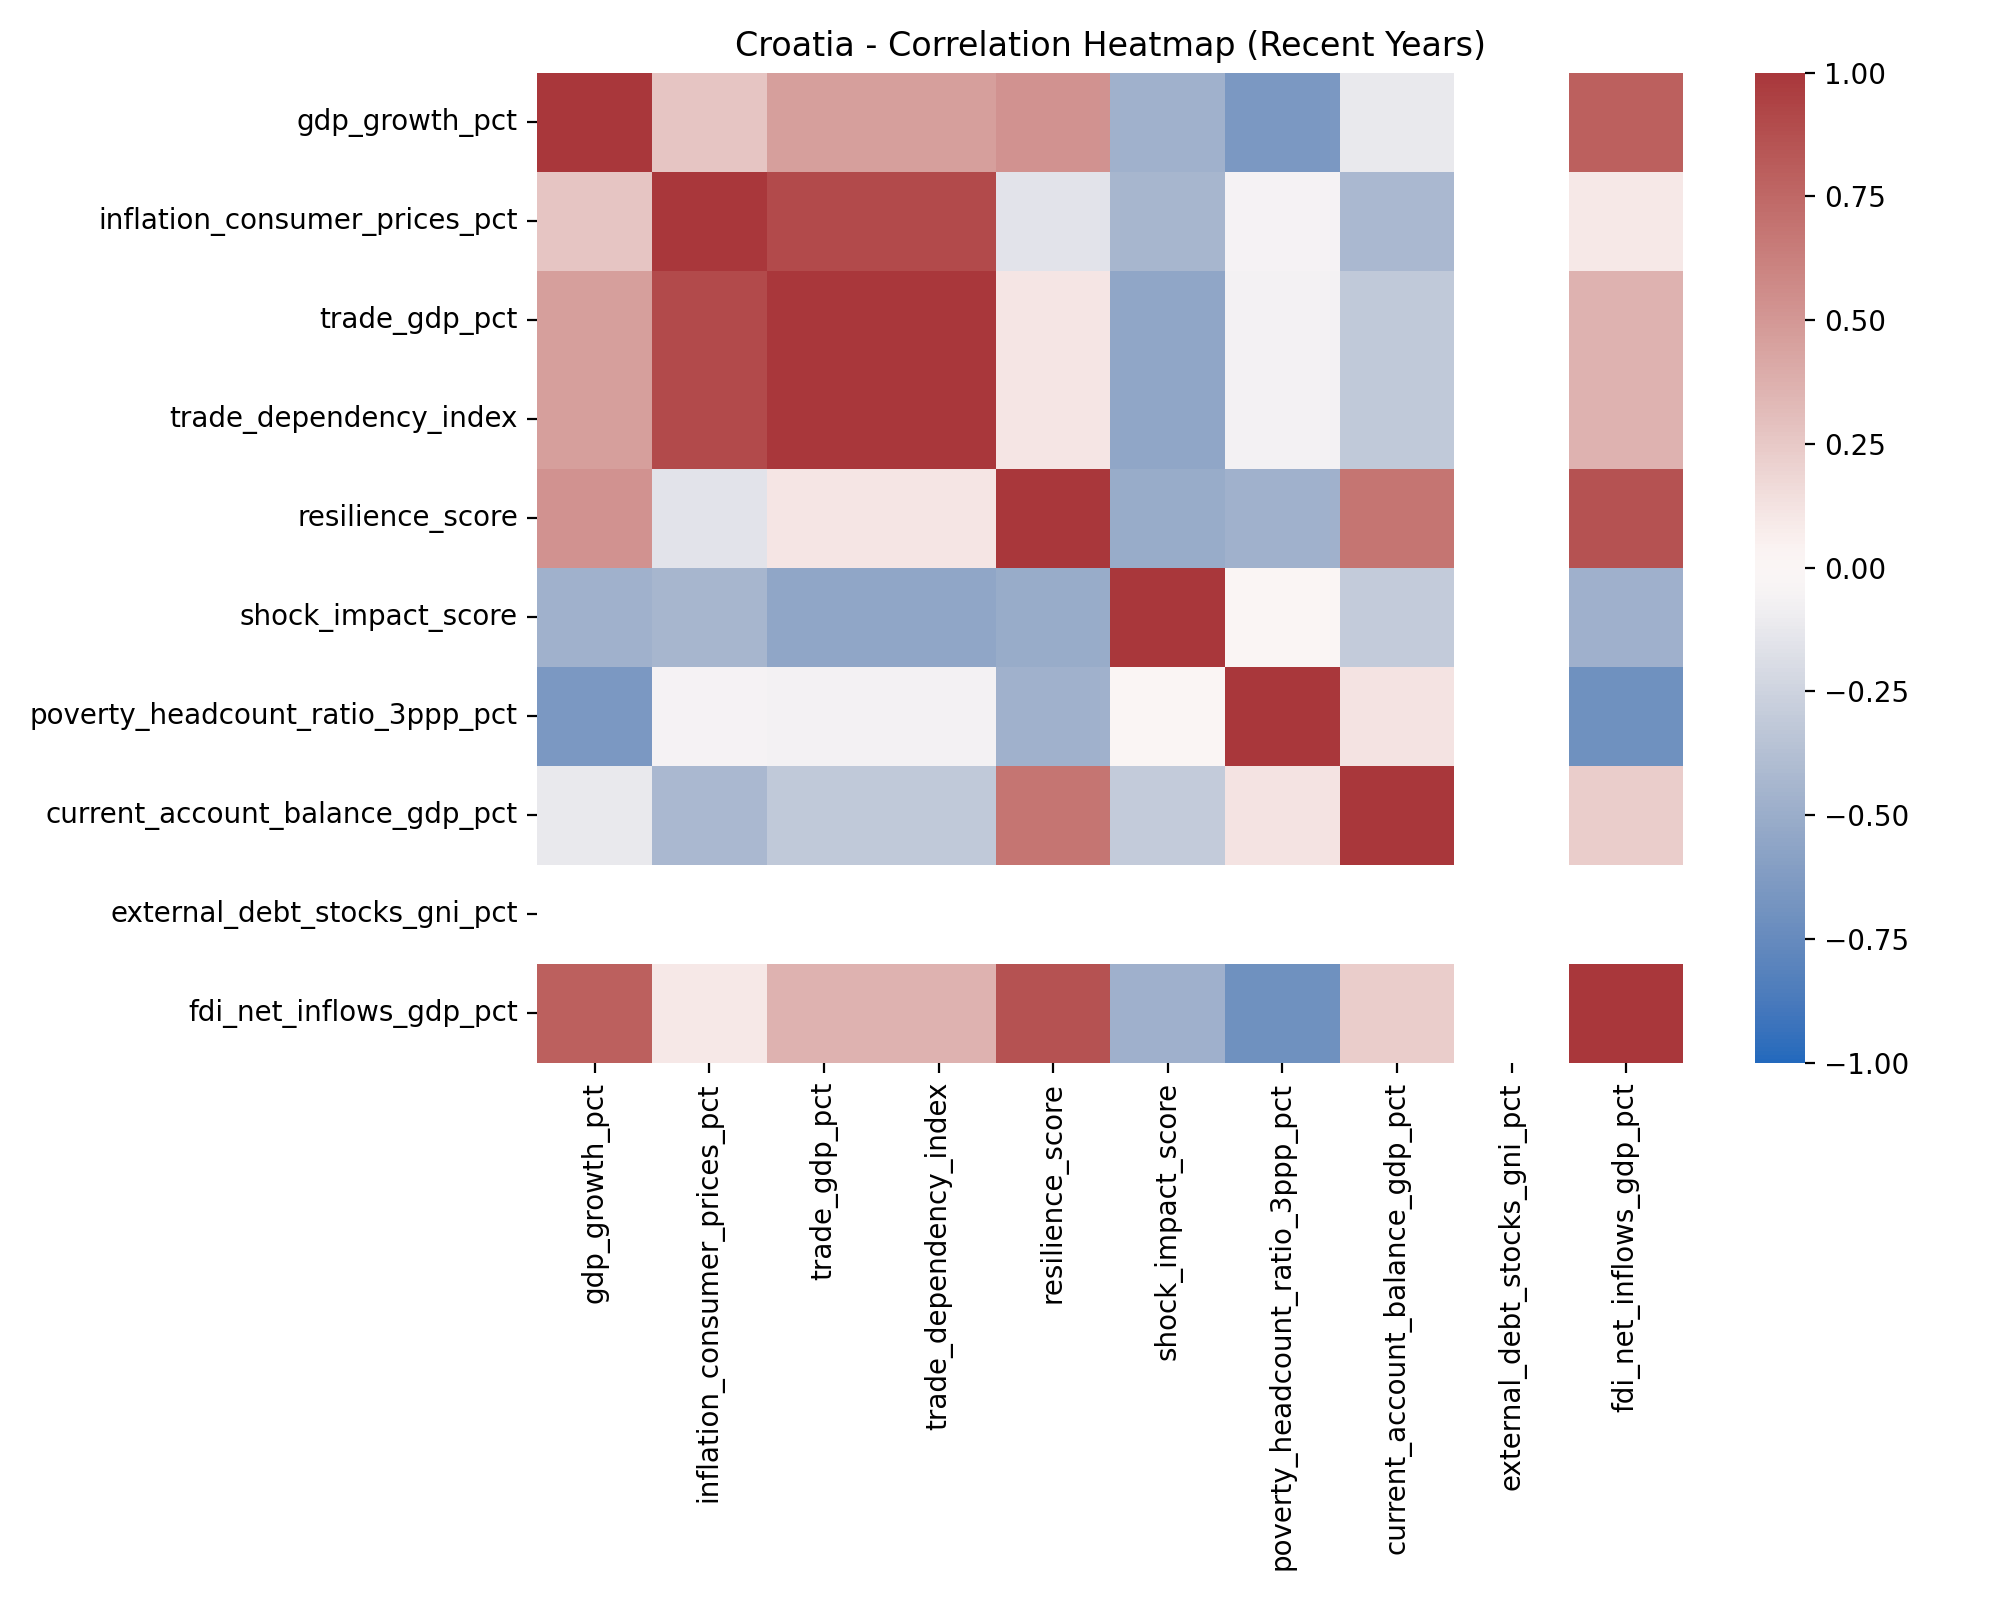 Croatia - Correlation Heatmap (Recent Years)
gdp_growth_pct
inflation_consumer_prices_pct
trade_gdp_pct
trade_dependency_index
resilience_score
shock_impact_score
poverty_headcount_ratio_3ppp_pct
current_account_balance_gdp_pct
external_debt_stocks_gni_pct
fdi_net_inflows_gdp_pct
gdp_growth_pct
inflation_consumer_prices_pct
trade_gdp_pct
trade_dependency_index
resilience_score
shock_impact_score
poverty_headcount_ratio_3ppp_pct
current_account_balance_gdp_pct
external_debt_stocks_gni_pct
fdi_net_inflows_gdp_pct
1.00
0.75
0.50
0.25
0.00
−0.25
−0.50
−0.75
−1.00